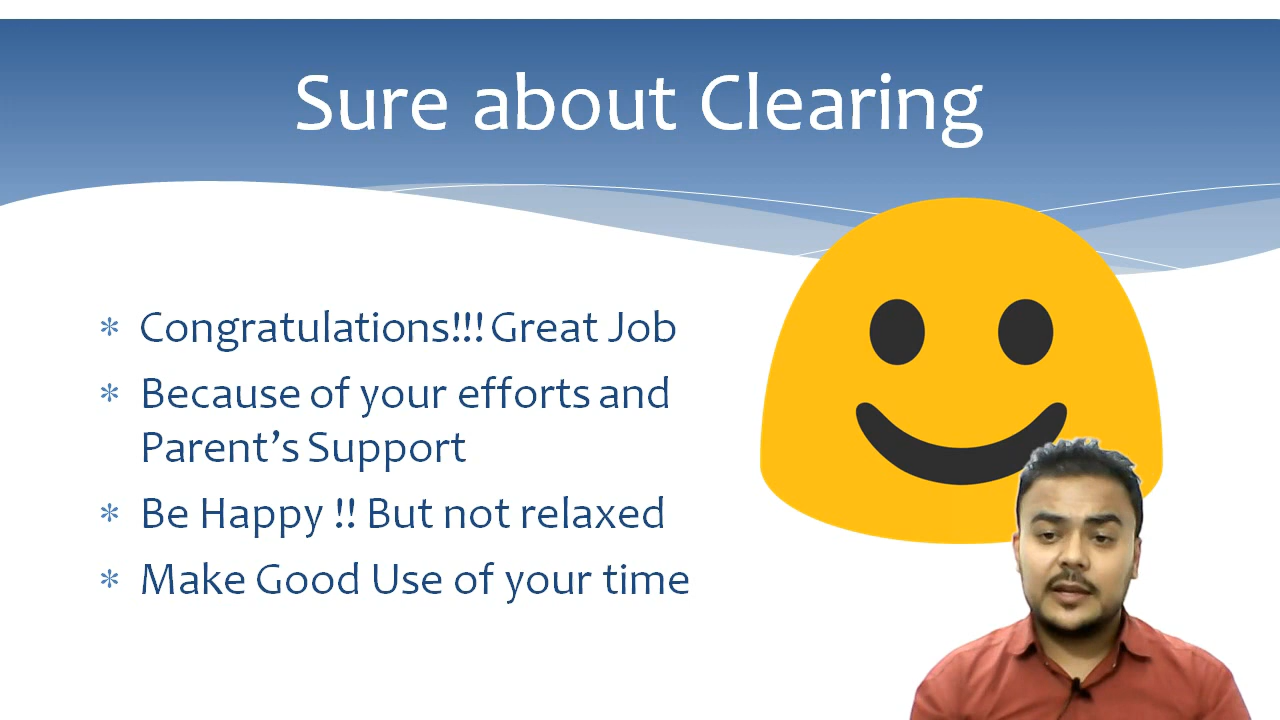 Sure about Clearing
Congratulations!!! Great Job
Because of your efforts and
Parent’s Support
Be Happy !! But not relaxed
Make Good Use of your time